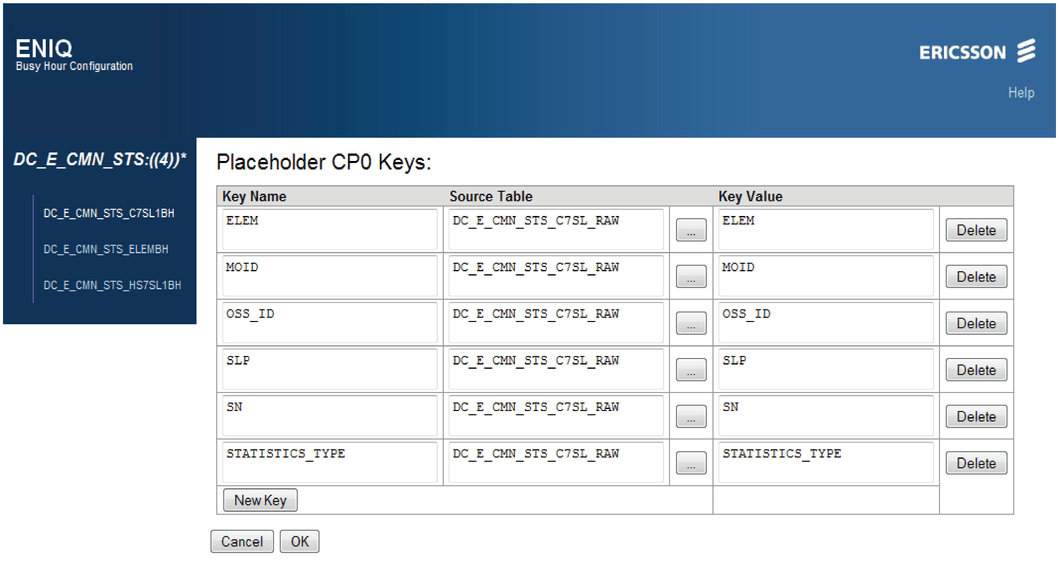 ENIQ
Busy Hour Configuration
ERICSSON
Help
DC_E_CMN_STS:((4))*
DC_E_CMN_STS_C7SL1BH
DC_E_CMN_STS_ELEMBH
DC_E_CMN_STS_HS7SL1BH
Placeholder CP0 Keys:
Key Name Source Table Key Value
ELEM DC_E_CMN_STS_C7SL_RAW ... ELEM Delete
MOID DC_E_CMN_STS_C7SL_RAW ... MOID Delete
OSS_ID DC_E_CMN_STS_C7SL_RAW ... OSS_ID Delete
SLP DC_E_CMN_STS_C7SL_RAW ... SLP Delete
SN DC_E_CMN_STS_C7SL_RAW ... SN Delete
STATISTICS_TYPE DC_E_CMN_STS_C7SL_RAW ... STATISTICS_TYPE Delete
New Key
Cancel OK